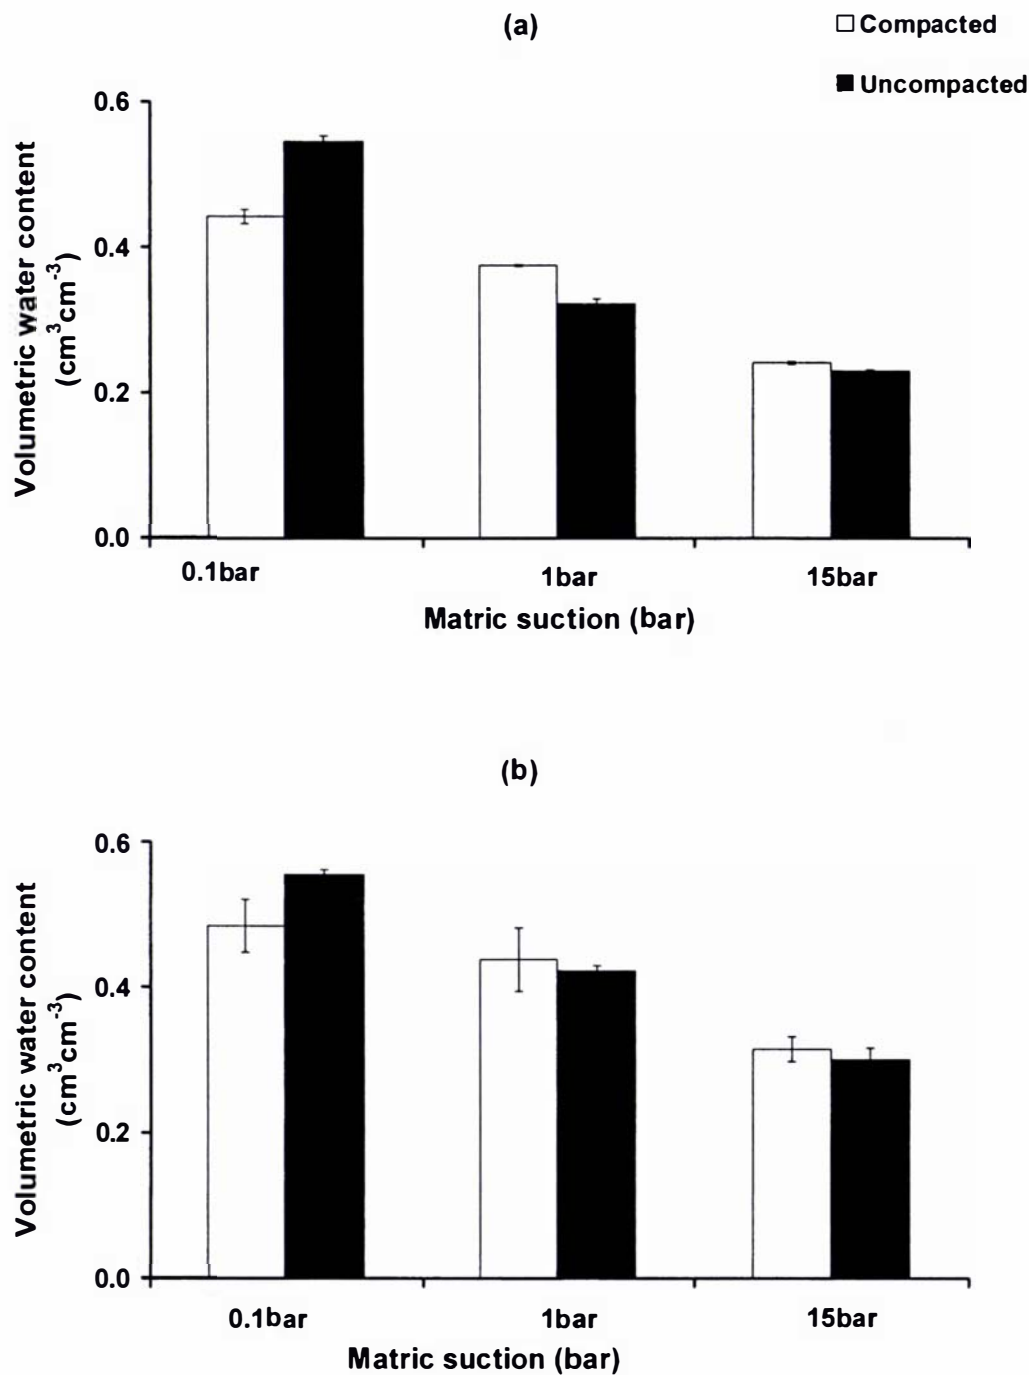 (a)
Compacted
Uncompacted
Volumetric water content
(cm³cm⁻³)
0.6
0.4
0.2
0.0
0.1bar
1bar
15bar
Matric suction (bar)
(b)
Volumetric water content
(cm³cm⁻³)
0.6
0.4
0.2
0.0
0.1bar
1bar
15bar
Matric suction (bar)